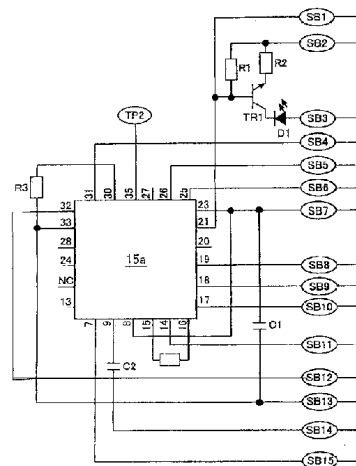 SB1
SB2
R1
R2
TR1
D1
SB3
TP2
SB4
SB5
R3
31
30
35
27
26
25
SB6
32
23
SB7
33
21
28
20
24
15a
19
SB8
NC
18
SB9
13
17
SB10
7
9
8
15
14
16
C1
SB11
C2
SB12
SB13
SB14
SB15